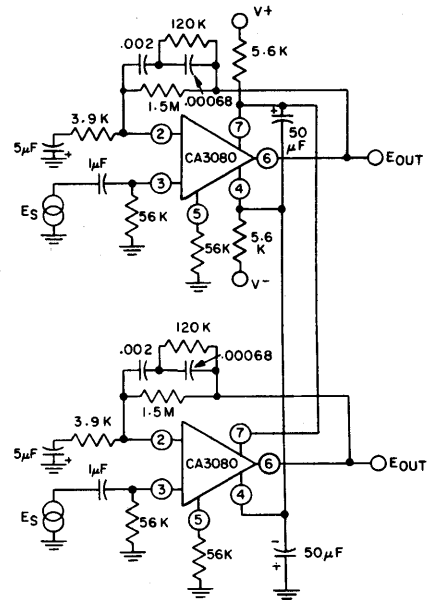 V+
120K
.002
5.6K
1.5M
.00068
3.9K
+
50
μF
5μF
+
2
7
CA3080
6
EOUT
1μF
3
4
ES
56K
5
56K
5.6
K
V-
120K
.002
.00068
1.5M
3.9K
5μF
+
2
7
CA3080
6
EOUT
1μF
3
4
ES
56K
5
56K
-
+
50μF